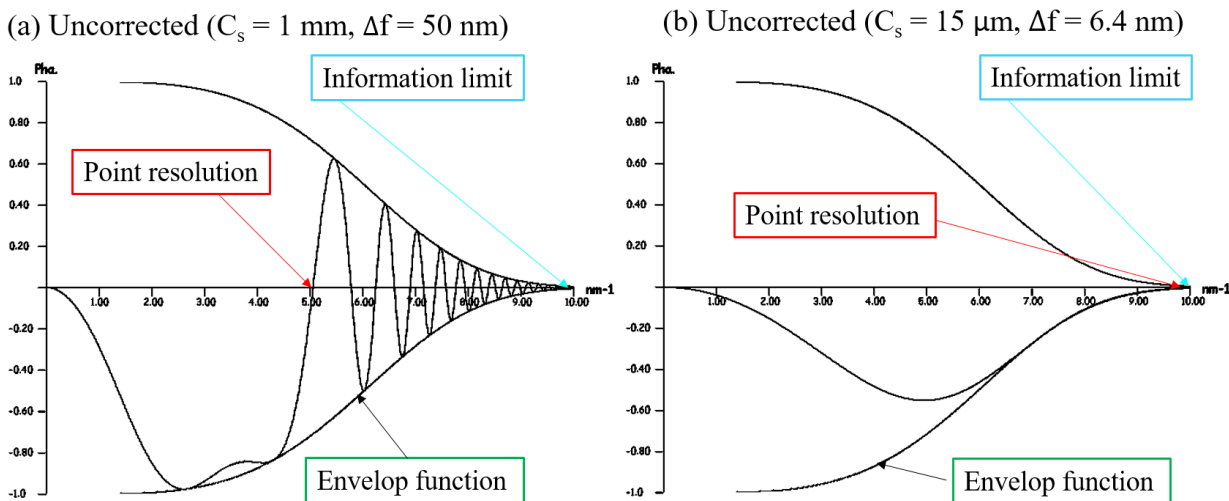 (a) Uncorrected (Cs = 1 mm, Δf = 50 nm)
Pha.
1.0
0.80
0.60
0.40
0.20
-0.20
-0.40
-0.60
-0.80
-1.0
1.00 2.00 3.00 4.00 5.00 6.00 7.00 8.00 9.00 10.00
nm-1
Information limit
Point resolution
Envelop function
(b) Uncorrected (Cs = 15 μm, Δf = 6.4 nm)
Pha.
1.0
0.80
0.60
0.40
0.20
-0.20
-0.40
-0.60
-0.80
-1.0
1.00 2.00 3.00 4.00 5.00 6.00 7.00 8.00 9.00 10.00
nm-1
Information limit
Point resolution
Envelop function